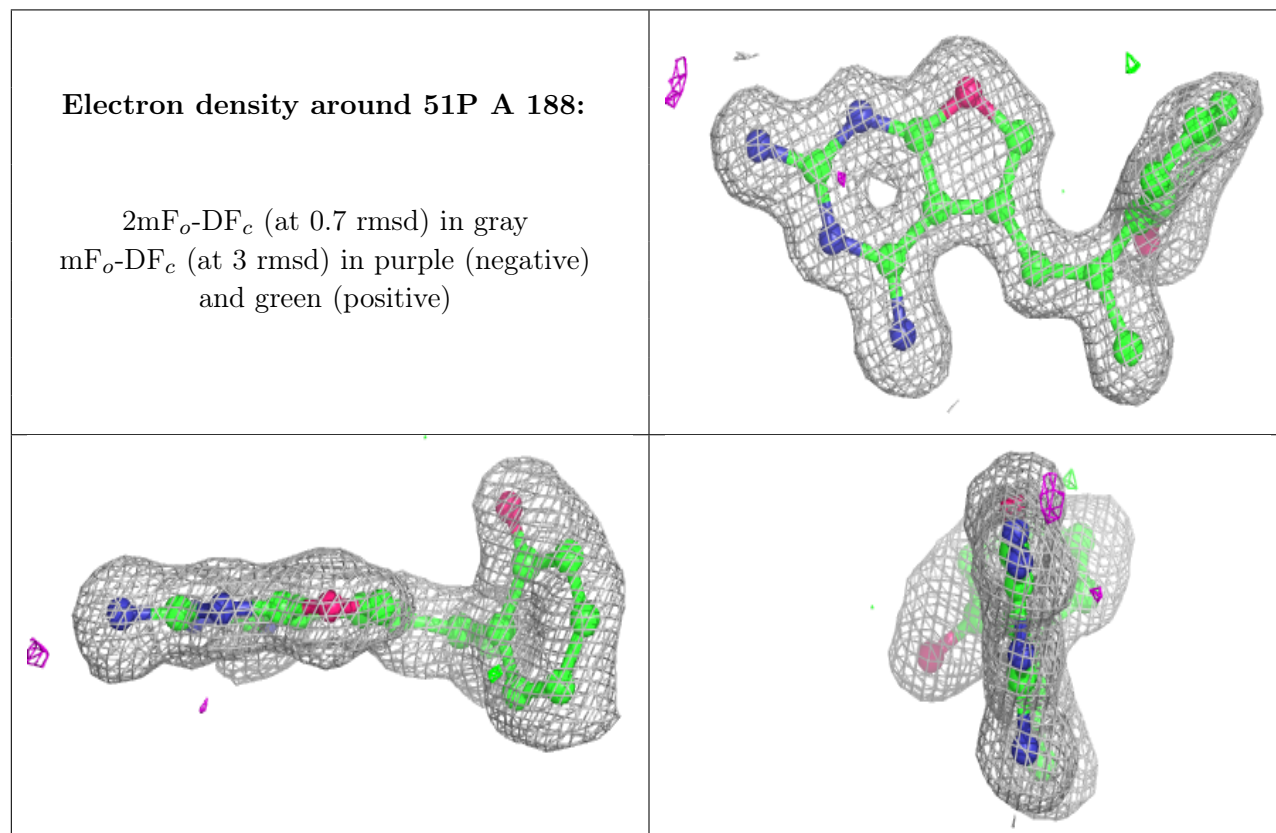 Electron density around 51P A 188:
2mFo-DFc (at 0.7 rmsd) in gray
mFo-DFc (at 3 rmsd) in purple (negative)
and green (positive)